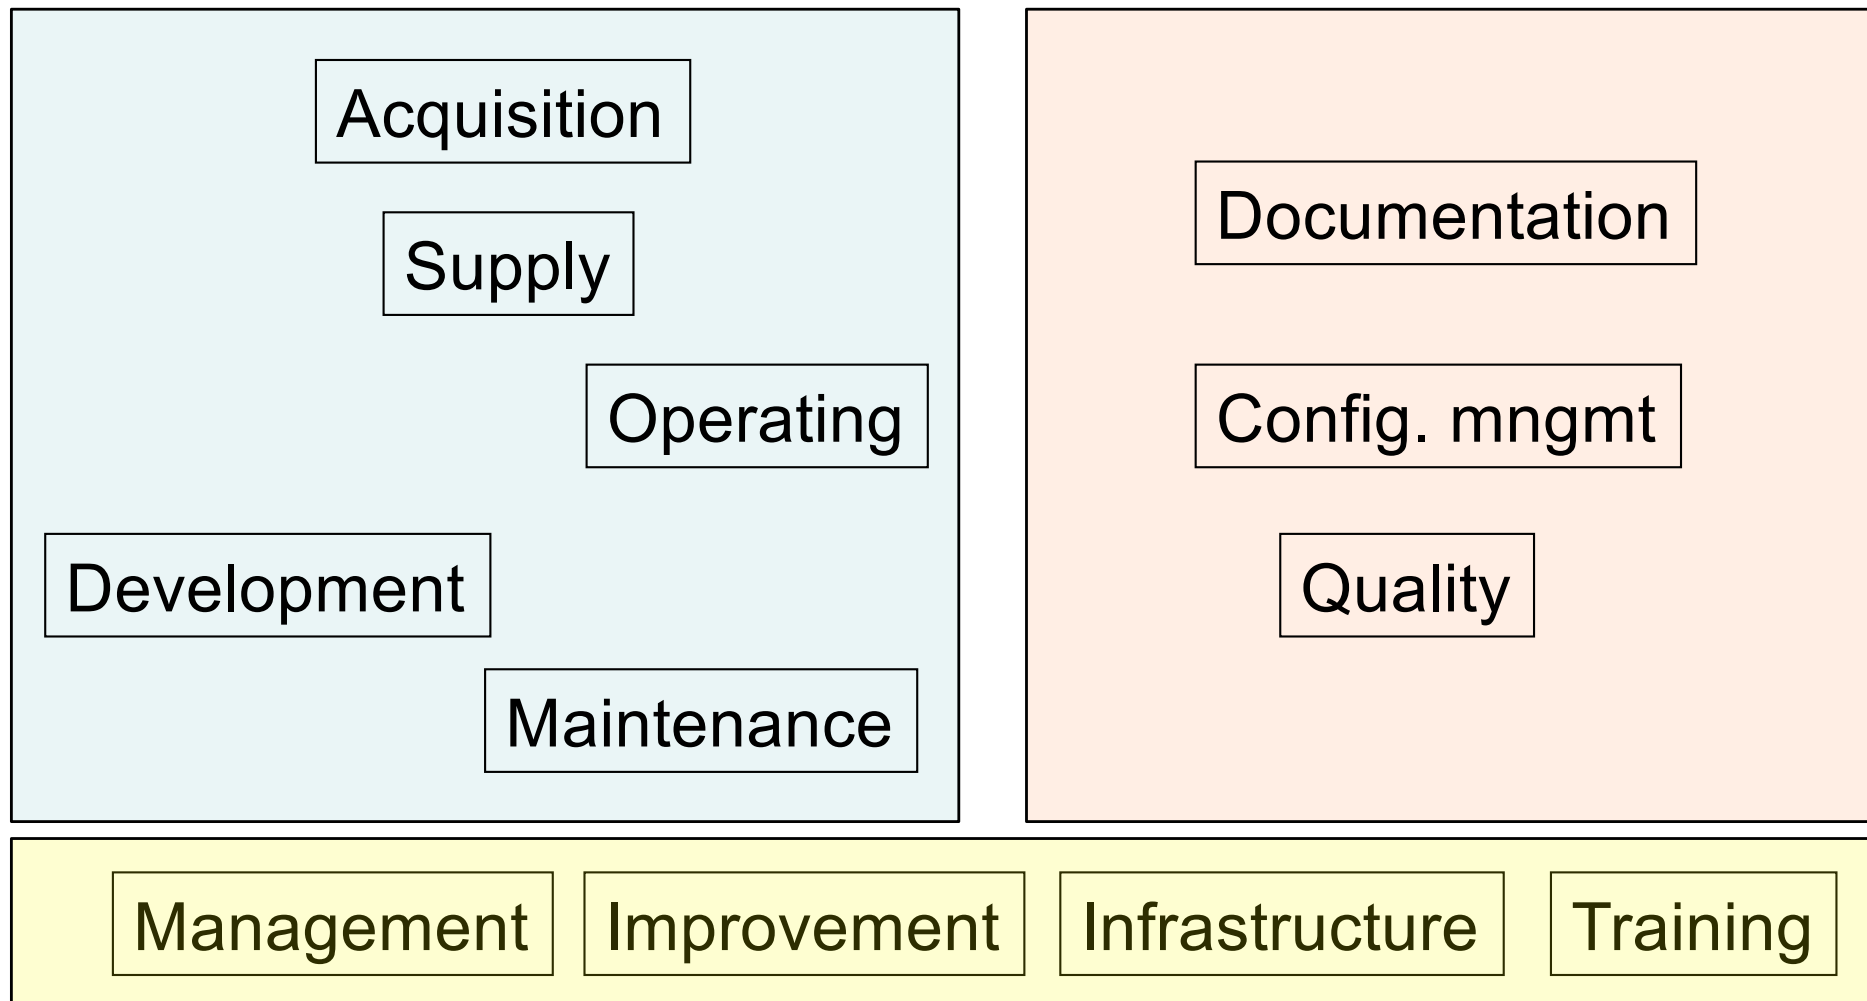 Acquisition
Supply
Operating
Development
Maintenance
Documentation
Config. mngmt
Quality
Management
Improvement
Infrastructure
Training